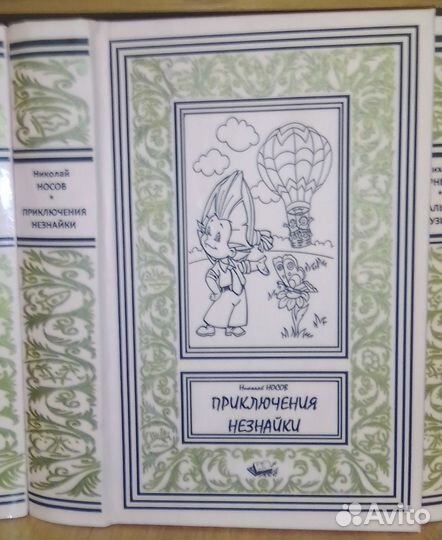 Николай
НОСОВ
ПРИКЛЮЧЕНИЯ
НЕЗНАЙКИ
Николай НОСОВ
ПРИКЛЮЧЕНИЯ
НЕЗНАЙКИ
Avito